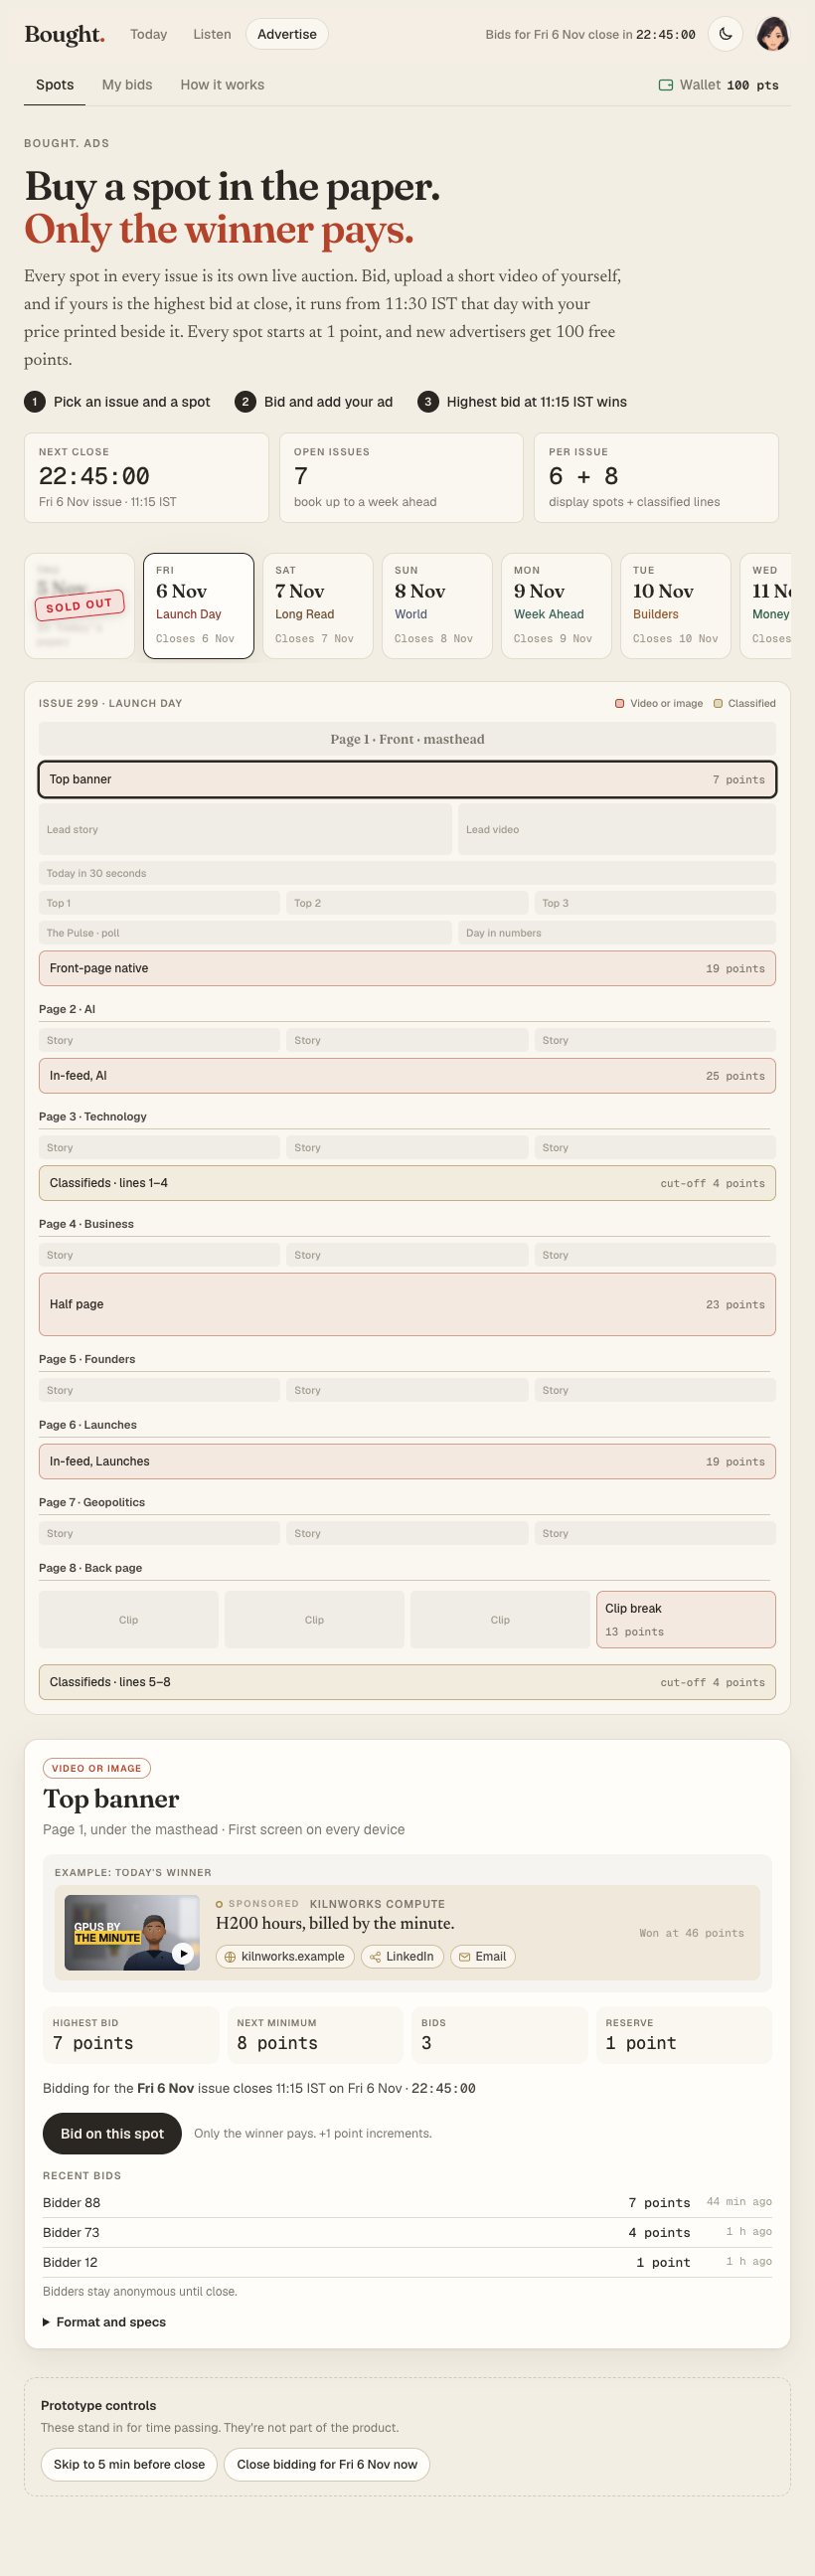 Bought.
Today
Listen
Advertise
Bids for Fri 6 Nov close in 22:45:00
Spots
My bids
How it works
Wallet 100 pts
BOUGHT. ADS
Buy a spot in the paper.
Only the winner pays.
Every spot in every issue is its own live auction. Bid, upload a short video of yourself,
and if yours is the highest bid at close, it runs from 11:30 IST that day with your
price printed beside it. Every spot starts at 1 point, and new advertisers get 100 free
points.
1 Pick an issue and a spot
2 Bid and add your ad
3 Highest bid at 11:15 IST wins
NEXT CLOSE
22:45:00
Fri 6 Nov issue · 11:15 IST
OPEN ISSUES
7
book up to a week ahead
PER ISSUE
6 + 8
display spots + classified lines
5 Nov
SOLD OUT
FRI
6 Nov
Launch Day
Closes 6 Nov
SAT
7 Nov
Long Read
Closes 7 Nov
SUN
8 Nov
World
Closes 8 Nov
MON
9 Nov
Week Ahead
Closes 9 Nov
TUE
10 Nov
Builders
Closes 10 Nov
WED
11 No
Money
Closes
ISSUE 299 · LAUNCH DAY
Video or image
Classified
Page 1 · Front · masthead
Top banner
7 points
Lead story
Lead video
Today in 30 seconds
Top 1
Top 2
Top 3
The Pulse · poll
Day in numbers
Front-page native
19 points
Page 2 · AI
Story
Story
Story
In-feed, AI
25 points
Page 3 · Technology
Story
Story
Story
Classifieds · lines 1–4
cut-off 4 points
Page 4 · Business
Story
Story
Story
Half page
23 points
Page 5 · Founders
Story
Story
Story
Page 6 · Launches
In-feed, Launches
19 points
Page 7 · Geopolitics
Story
Story
Story
Page 8 · Back page
Clip
Clip
Clip
Clip break
13 points
Classifieds · lines 5–8
cut-off 4 points
VIDEO OR IMAGE
Top banner
Page 1, under the masthead · First screen on every device
EXAMPLE: TODAY'S WINNER
GPUS BY
THE MINUTE
SPONSORED KILNWORKS COMPUTE
H200 hours, billed by the minute.
kilnworks.example
LinkedIn
Email
Won at 46 points
HIGHEST BID
7 points
NEXT MINIMUM
8 points
BIDS
3
RESERVE
1 point
Bidding for the Fri 6 Nov issue closes 11:15 IST on Fri 6 Nov · 22:45:00
Bid on this spot
Only the winner pays. +1 point increments.
RECENT BIDS
Bidder 88
7 points
44 min ago
Bidder 73
4 points
1 h ago
Bidder 12
1 point
1 h ago
Bidders stay anonymous until close.
Format and specs
Prototype controls
These stand in for time passing. They're not part of the product.
Skip to 5 min before close
Close bidding for Fri 6 Nov now